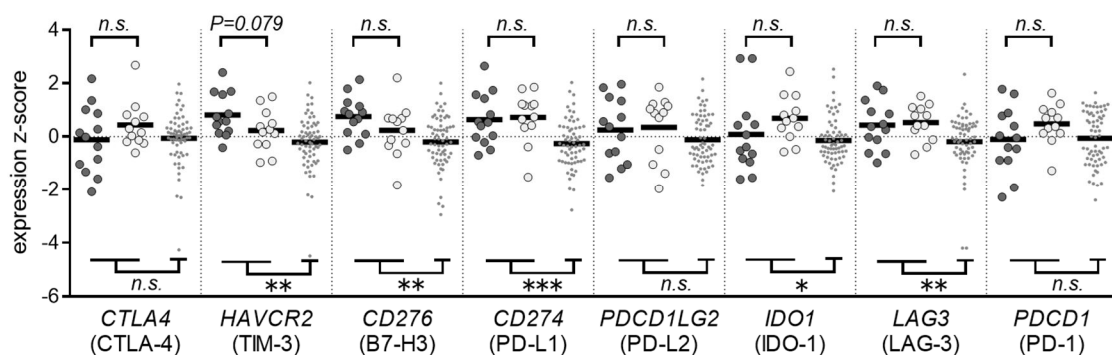 4
2
0
-2
-4
-6
expression z-score
n.s. P=0.079 n.s. n.s. n.s. n.s. n.s. n.s.
n.s. ** ** *** n.s. * ** n.s.
CTLA4 HAVCR2 CD276 CD274 PDCD1LG2 IDO1 LAG3 PDCD1
(CTLA-4) (TIM-3) (B7-H3) (PD-L1) (PD-L2) (IDO-1) (LAG-3) (PD-1)